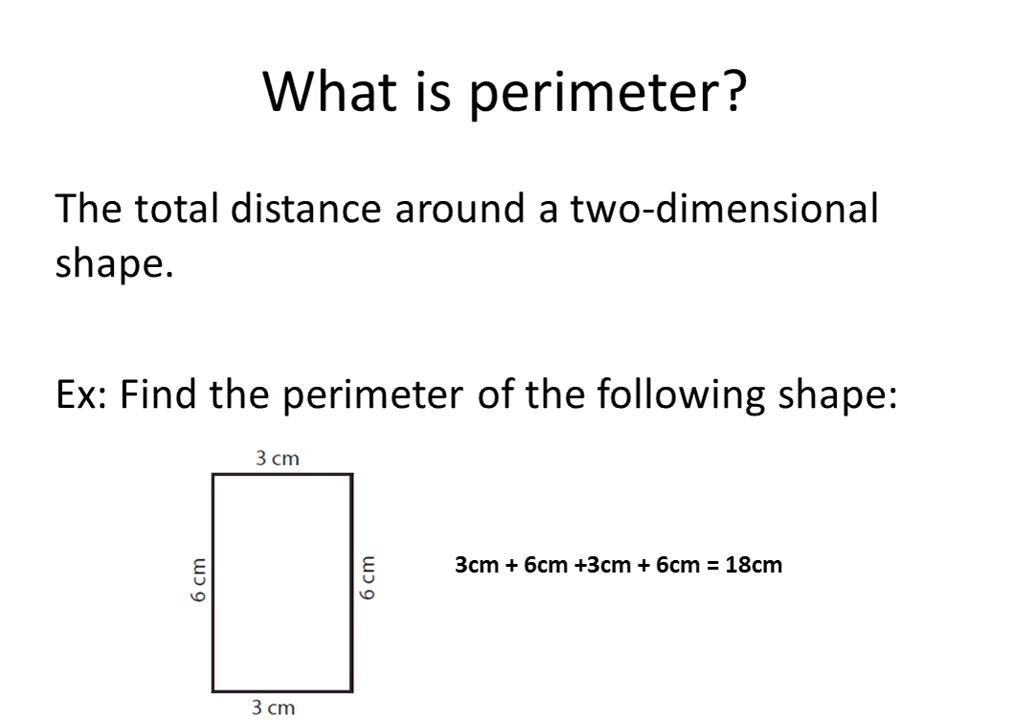 What is perimeter?
The total distance around a two-dimensional
shape.
Ex: Find the perimeter of the following shape:
3 cm
6 cm
6 cm
3cm + 6cm +3cm + 6cm = 18cm
3 cm